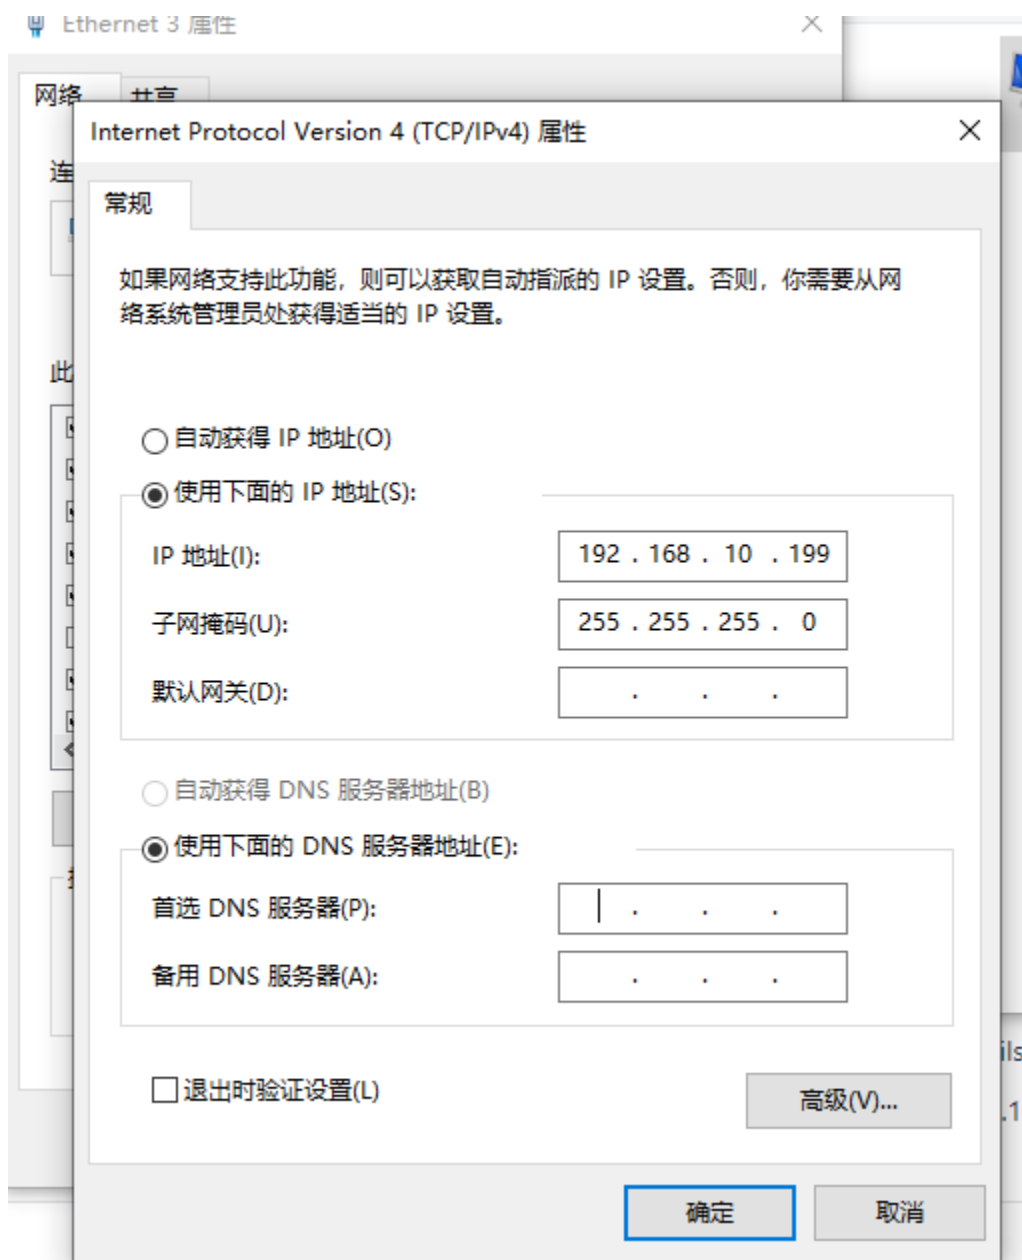 Ethernet 3 属性
网络
共享
Internet Protocol Version 4 (TCP/IPv4) 属性
连
常规
如果网络支持此功能，则可以获取自动指派的 IP 设置。否则，你需要从网
络系统管理员处获得适当的 IP 设置。
此
自动获得 IP 地址(O)
使用下面的 IP 地址(S):
IP 地址(I): 192 . 168 . 10 . 199
子网掩码(U): 255 . 255 . 255 . 0
默认网关(D): . . .
自动获得 DNS 服务器地址(B)
使用下面的 DNS 服务器地址(E):
首选 DNS 服务器(P): . . .
备用 DNS 服务器(A): . . .
ils
退出时验证设置(L)
高级(V)...
.1
确定
取消